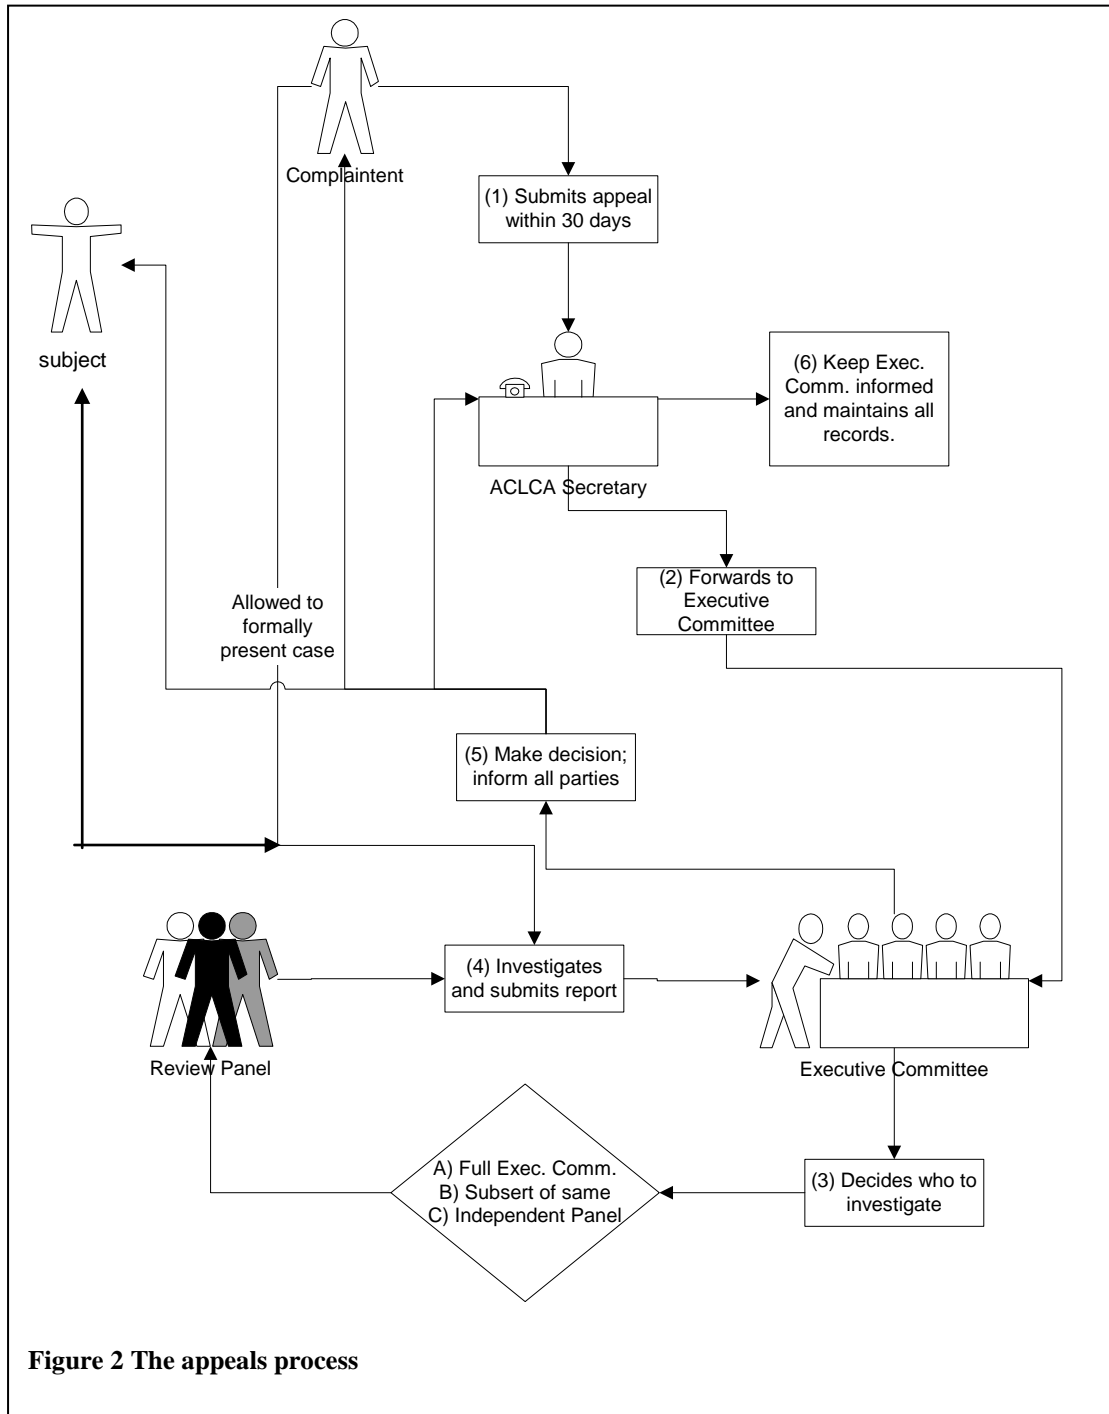 Complaintent
(1) Submits appeal
within 30 days
subject
(6) Keep Exec.
Comm. informed
and maintains all
records.
ACLCA Secretary
(2) Forwards to
Executive
Committee
Allowed to
formally
present case
(5) Make decision;
inform all parties
(4) Investigates
and submits report
Review Panel
Executive Committee
A) Full Exec. Comm.
B) Subsert of same
C) Independent Panel
(3) Decides who to
investigate
Figure 2 The appeals process